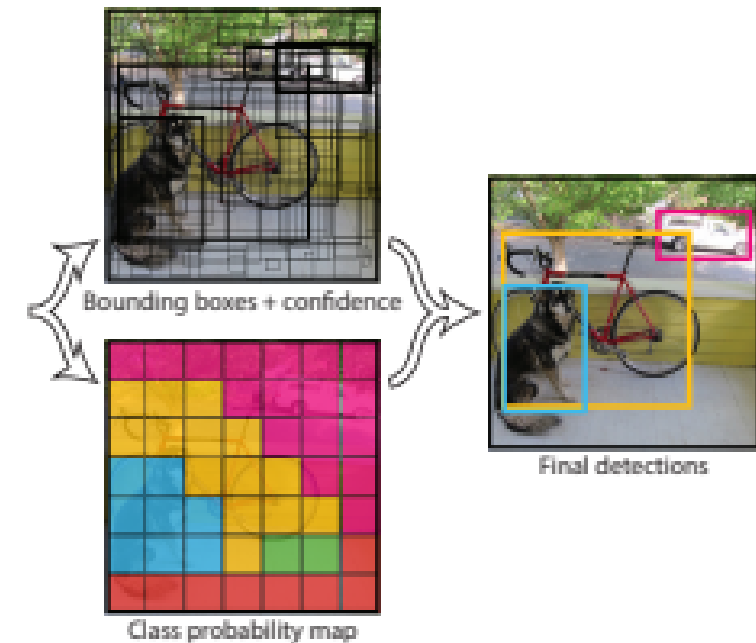 Bounding boxes + confidence
Class probability map
Final detections